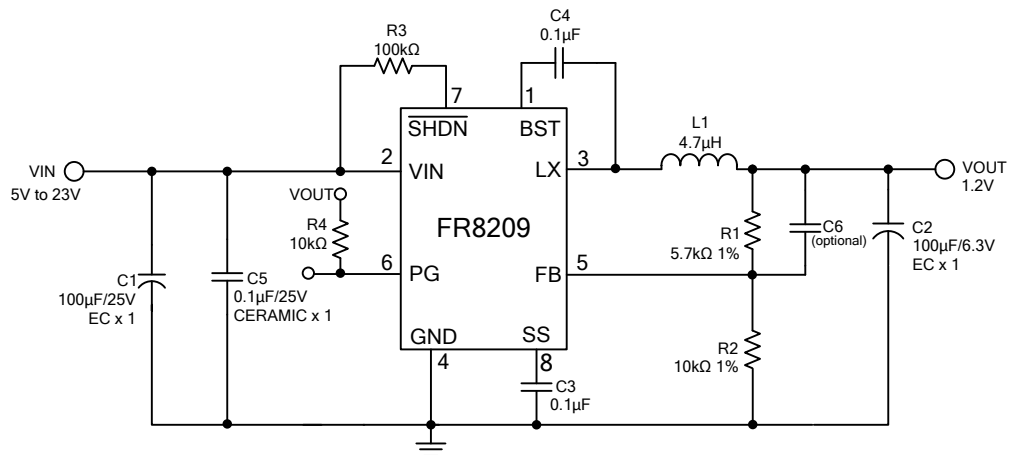 C4
0.1µF
R3
100kΩ
7
1
SHDN
BST
L1
4.7µH
VIN
5V to 23V
2
VIN
LX
3
VOUT
1.2V
VOUT
R4
10kΩ
FR8209
R1
5.7kΩ 1%
C6
(optional)
C2
100µF/6.3V
EC x 1
6
PG
FB
5
C1
100µF/25V
EC x 1
C5
0.1µF/25V
CERAMIC x 1
GND
SS
4
8
R2
10kΩ 1%
C3
0.1µF